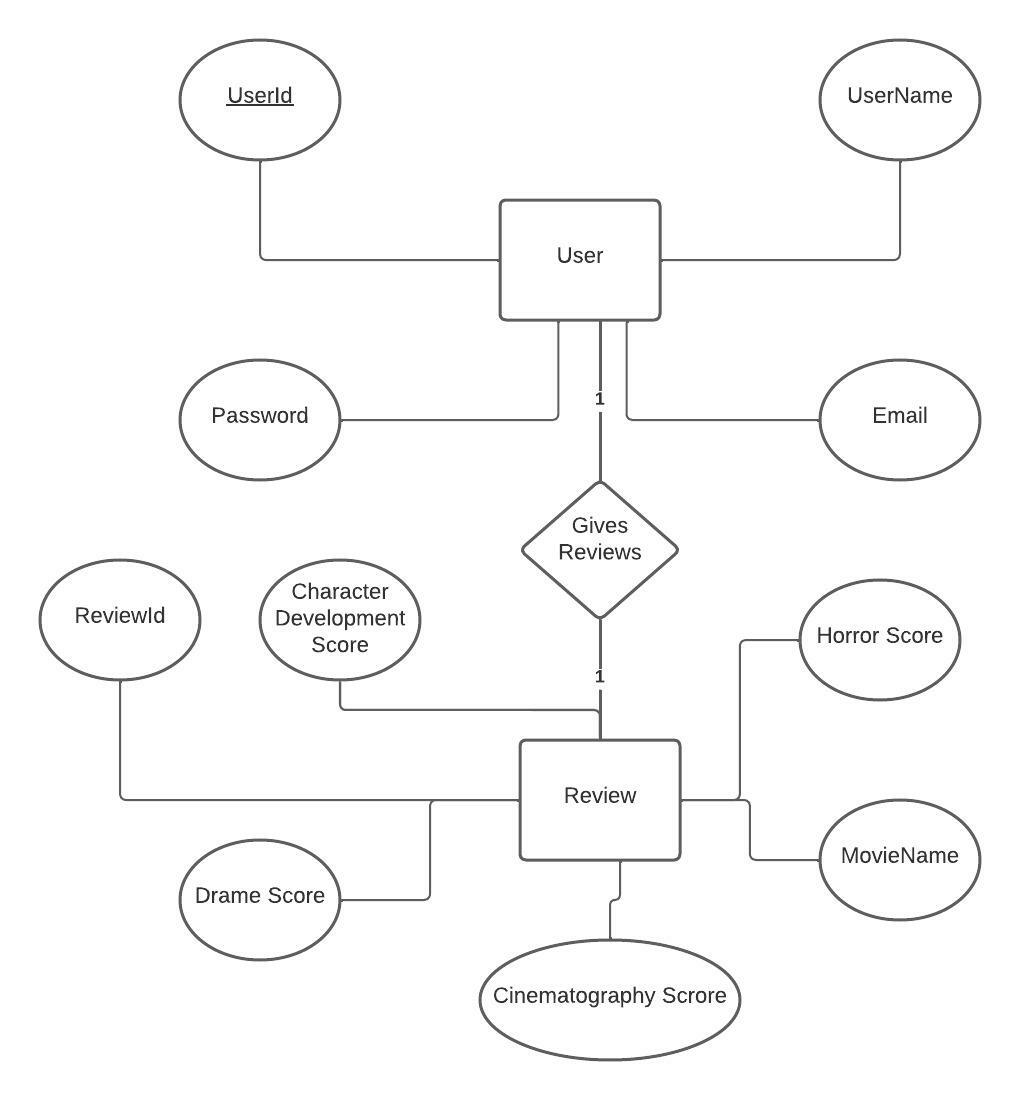 UserId
UserName
User
1
Password
Email
Gives
Reviews
ReviewId
Character
Development
Score
Horror Score
1
Review
MovieName
Drame Score
Cinematography Scrore